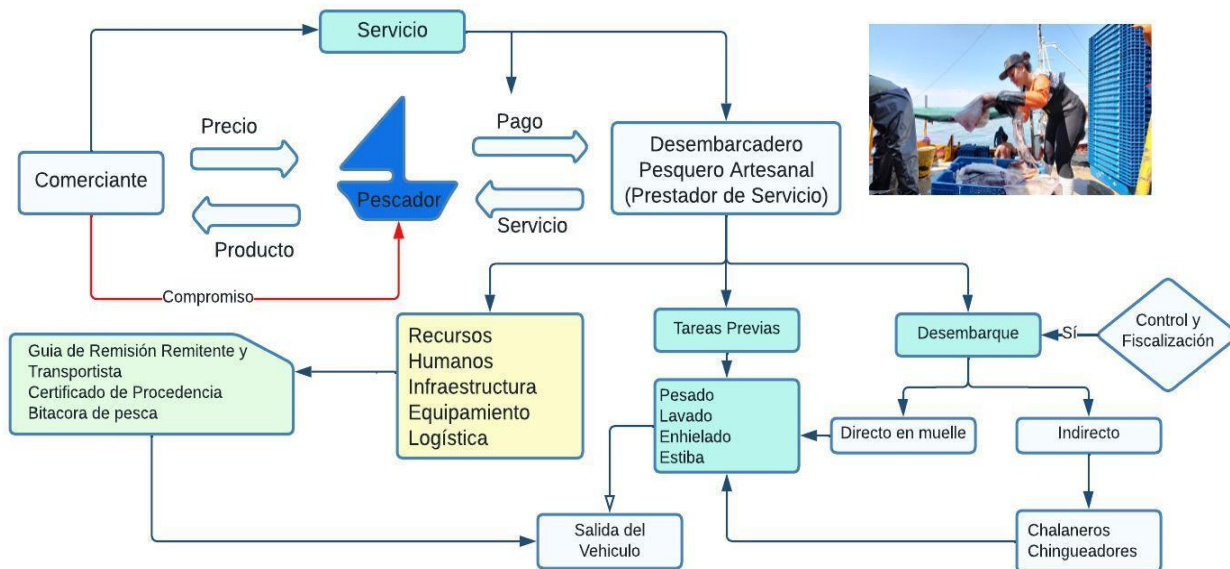 Servicio
Precio
Pago
Comerciante
Pescador
Desembarcadero
Pesquero Artesanal
(Prestador de Servicio)
Producto
Servicio
Compromiso
Recursos
Humanos
Infraestructura
Equipamiento
Logística
Tareas Previas
Desembarque
Sí
Control y
Fiscalización
Guia de Remisión Remitente y
Transportista
Certificado de Procedencia
Bitacora de pesca
Pesado
Lavado
Enhielado
Estiba
Directo en muelle
Indirecto
Salida del
Vehiculo
Chalaneros
Chingueadores